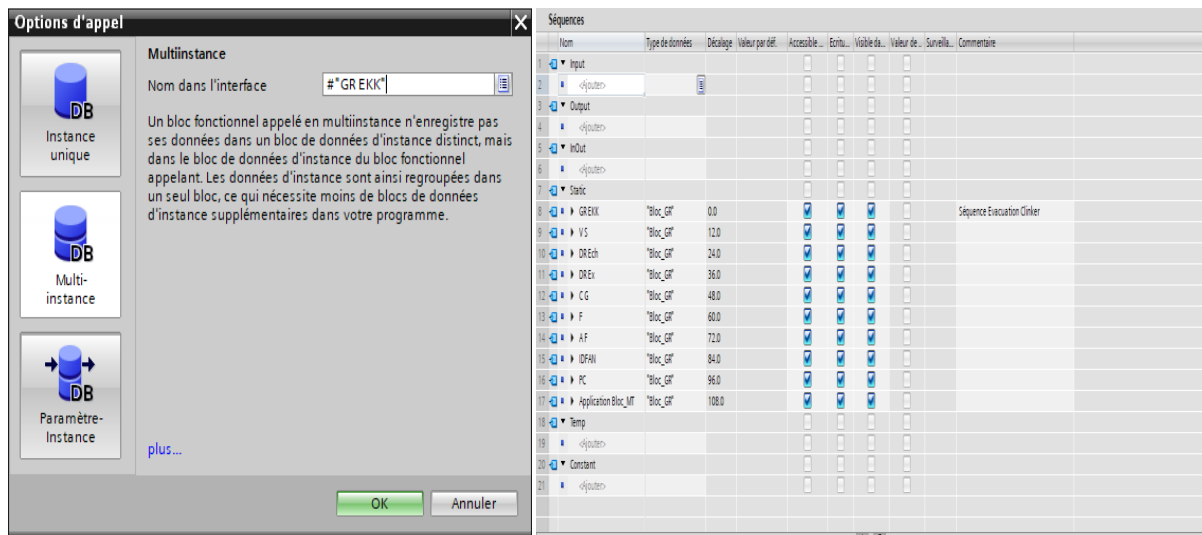 Options d'appel
X
DB
Instance
unique
DB
Multi-
instance
DB
Paramètre-
Instance
Multiinstance
Nom dans l'interface
#"GR EKK"
Un bloc fonctionnel appelé en multiinstance n'enregistre pas
ses données dans un bloc de données d'instance distinct, mais
dans le bloc de données d'instance du bloc fonctionnel
appelant. Les données d'instance sont ainsi regroupées dans
un seul bloc, ce qui nécessite moins de blocs de données
d'instance supplémentaires dans votre programme.
plus...
OK Annuler
Séquences
Nom Type de données Décalage Valeur par déf. Accessible ... Ecritu... Visible da... Valeur de ... Surveilla... Commentaire
1 Input
2 <Ajouter>
3 Output
4 <Ajouter>
5 InOut
6 <Ajouter>
7 Static
8 GR EKK "Bloc_GR" 0.0 Séquence Evacuation Clinker
9 V S "Bloc_GR" 12.0
10 DR Ech "Bloc_GR" 24.0
11 DR Ex "Bloc_GR" 36.0
12 C G "Bloc_GR" 48.0
13 F "Bloc_GR" 60.0
14 A F "Bloc_GR" 72.0
15 IDFAN "Bloc_GR" 84.0
16 PC "Bloc_GR" 96.0
17 Application Bloc_MT "Bloc_GR" 108.0
18 Temp
19 <Ajouter>
20 Constant
21 <Ajouter>